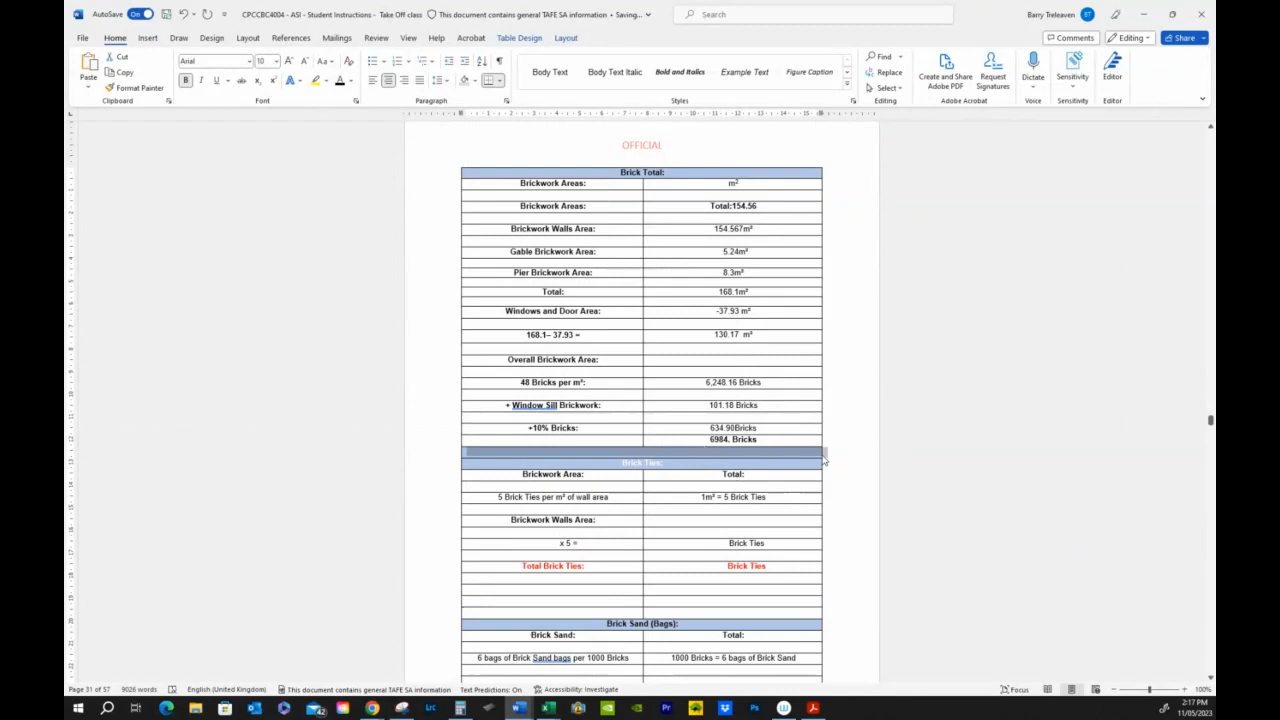 AutoSave On CPCCBC4004 - ASI - Student Instructions - Take Off class This document contains general TAFE SA information • Saving... Search Barry Treleaven BT
File Home Insert Draw Design Layout References Mailings Review View Help Acrobat Table Design Layout Comments Editing Share
Paste Cut Copy Format Painter Arial 10 Body Text Body Text Italic Bold and Italics Example Text Figure Caption Find Replace Select Create and Share Adobe PDF Request Signatures Dictate Sensitivity Editor
Clipboard Font Paragraph Styles Editing Adobe Acrobat Voice Sensitivity Editor
OFFICIAL
Brick Total:
Brickwork Areas: m²
Brickwork Areas: Total:154.56
Brickwork Walls Area: 154.567m²
Gable Brickwork Area: 5.24m²
Pier Brickwork Area: 8.3m²
Total: 168.1m²
Windows and Door Area: -37.93 m²
168.1– 37.93 = 130.17 m²
Overall Brickwork Area:
48 Bricks per m²: 6,248.16 Bricks
+ Window Sill Brickwork: 101.18 Bricks
+10% Bricks: 634.90Bricks
6984. Bricks
Brick Ties:
Brickwork Area: Total:
5 Brick Ties per m² of wall area 1m² = 5 Brick Ties
Brickwork Walls Area:
x 5 = Brick Ties
Total Brick Ties: Brick Ties
Brick Sand (Bags):
Brick Sand: Total:
6 bags of Brick Sand bags per 1000 Bricks 1000 Bricks = 6 bags of Brick Sand
Page 31 of 57 9026 words English (United Kingdom) This document contains general TAFE SA information Text Predictions: On Accessibility: Investigate Focus 100%
2:17 PM
11/05/2023